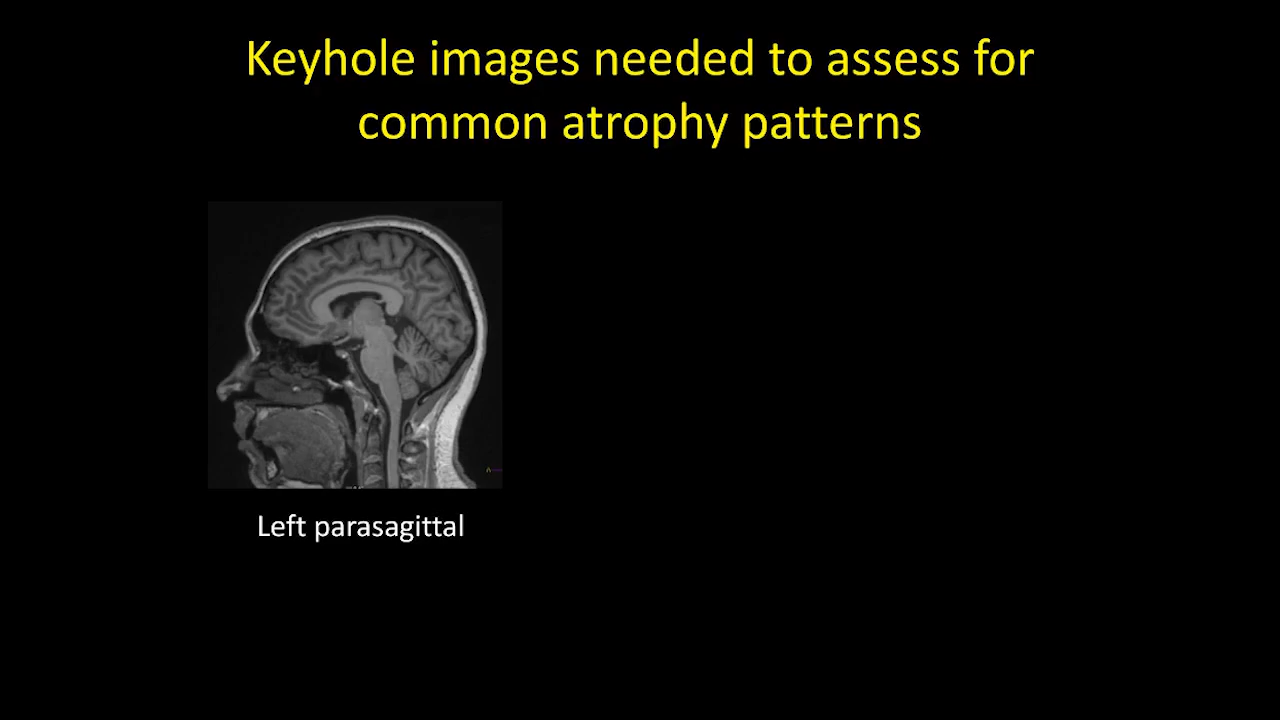 Keyhole images needed to assess for
common atrophy patterns
Left parasagittal